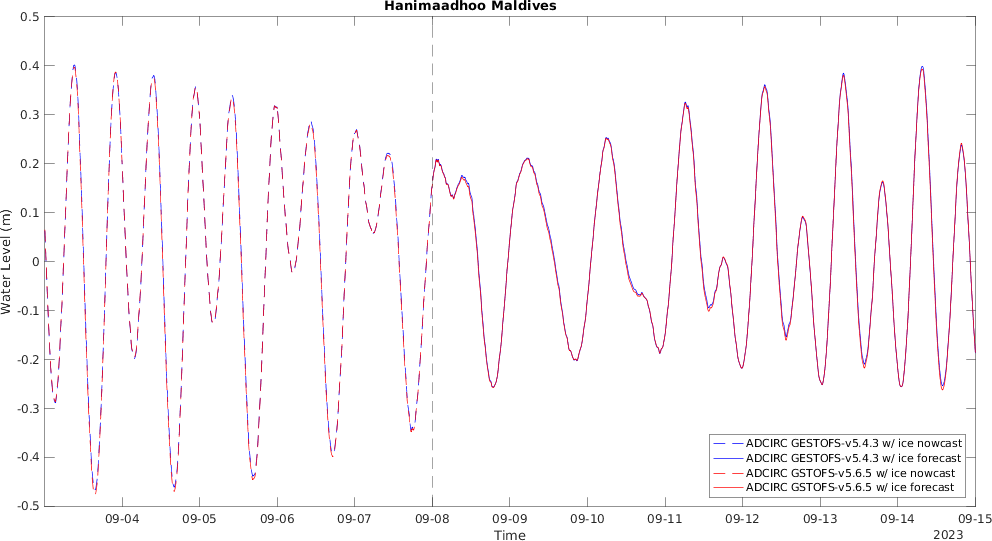 Hanimaadhoo Maldives
0.5
0.4
0.3
0.2
0.1
0
-0.1
-0.2
-0.3
-0.4
-0.5
Water Level (m)
ADCIRC GESTOFS-v5.4.3 w/ ice nowcast
ADCIRC GESTOFS-v5.4.3 w/ ice forecast
ADCIRC GSTOFS-v5.6.5 w/ ice nowcast
ADCIRC GSTOFS-v5.6.5 w/ ice forecast
09-04 09-05 09-06 09-07 09-08 09-09 09-10 09-11 09-12 09-13 09-14 09-15
Time
2023